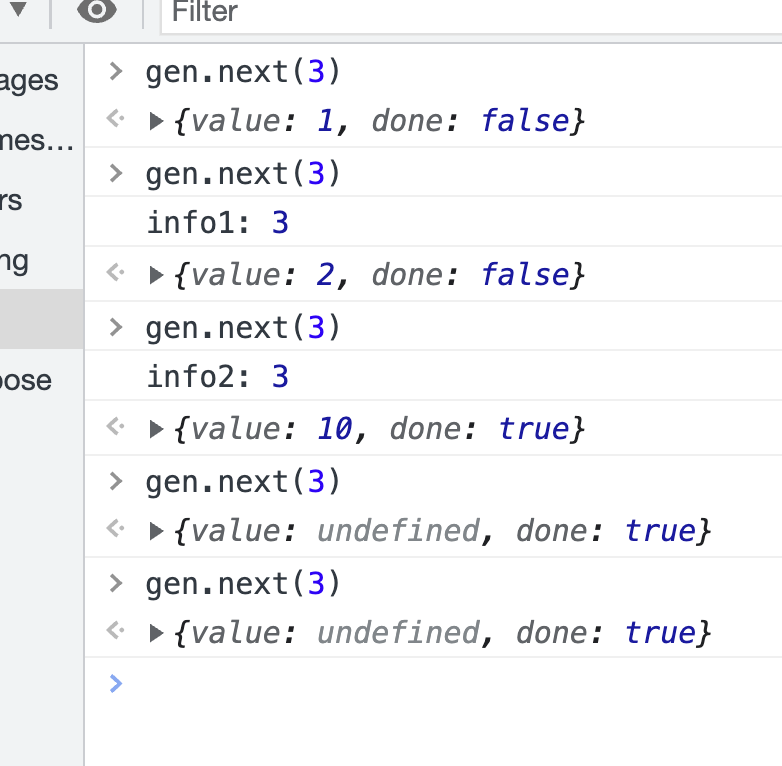 Filter
ages
mes…
rs
ng
oose
gen.next(3)
{value: 1, done: false}
gen.next(3)
info1: 3
{value: 2, done: false}
gen.next(3)
info2: 3
{value: 10, done: true}
gen.next(3)
{value: undefined, done: true}
gen.next(3)
{value: undefined, done: true}